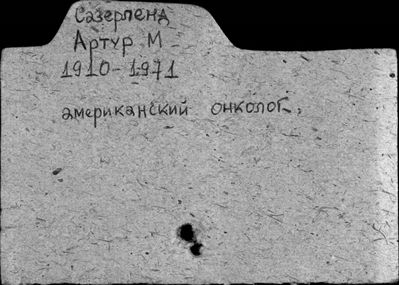 Сазерленд
Артур М
1910-1971
американский онколог.